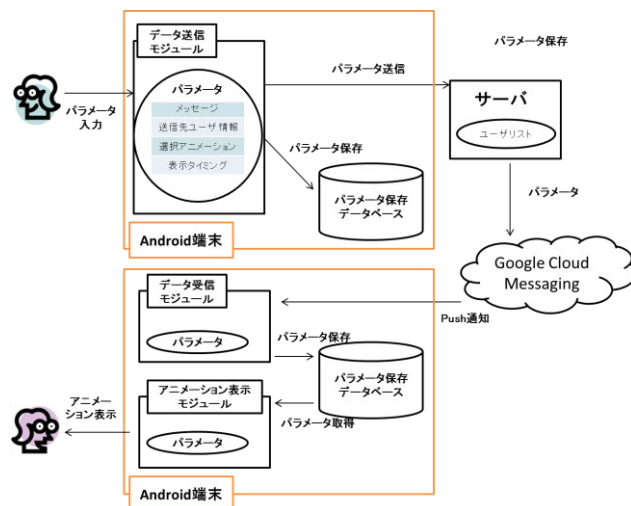 データ送信
モジュール
パラメータ保存
パラメータ
パラメータ送信
パラメータ
入力
メッセージ
送信先ユーザ情報
選択アニメーション
表示タイミング
サーバ
ユーザリスト
パラメータ保存
パラメータ保存
データベース
パラメータ
Android端末
Google Cloud
Messaging
データ受信
モジュール
Push通知
パラメータ
パラメータ保存
パラメータ保存
データベース
アニメーション表示
モジュール
アニメー
ション表示
パラメータ取得
パラメータ
Android端末